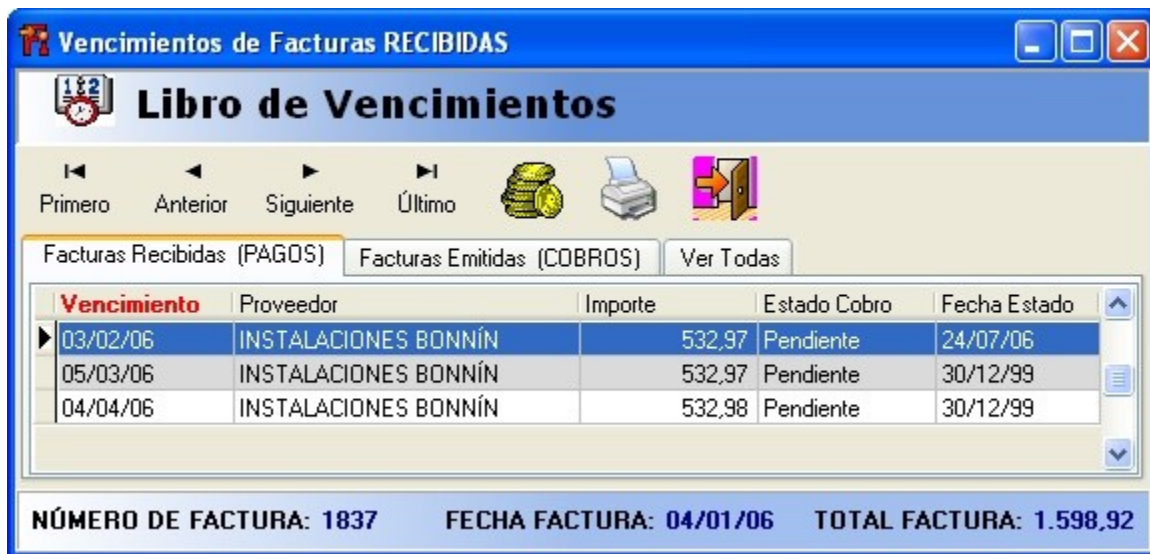 Vencimientos de Facturas RECIBIDAS
Libro de Vencimientos
Primero Anterior Siguiente Último
Facturas Recibidas (PAGOS) Facturas Emitidas (COBROS) Ver Todas
Vencimiento Proveedor Importe Estado Cobro Fecha Estado
03/02/06 INSTALACIONES BONNÍN 532,97 Pendiente 24/07/06
05/03/06 INSTALACIONES BONNÍN 532,97 Pendiente 30/12/99
04/04/06 INSTALACIONES BONNÍN 532,98 Pendiente 30/12/99
NÚMERO DE FACTURA: 1837 FECHA FACTURA: 04/01/06 TOTAL FACTURA: 1.598,92